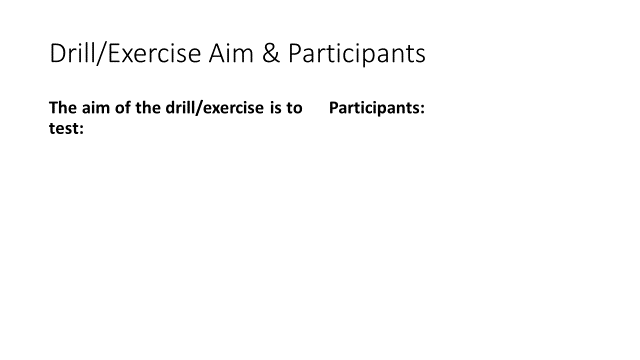 Drill/Exercise Aim & Participants
The aim of the drill/exercise is to
test:
Participants: